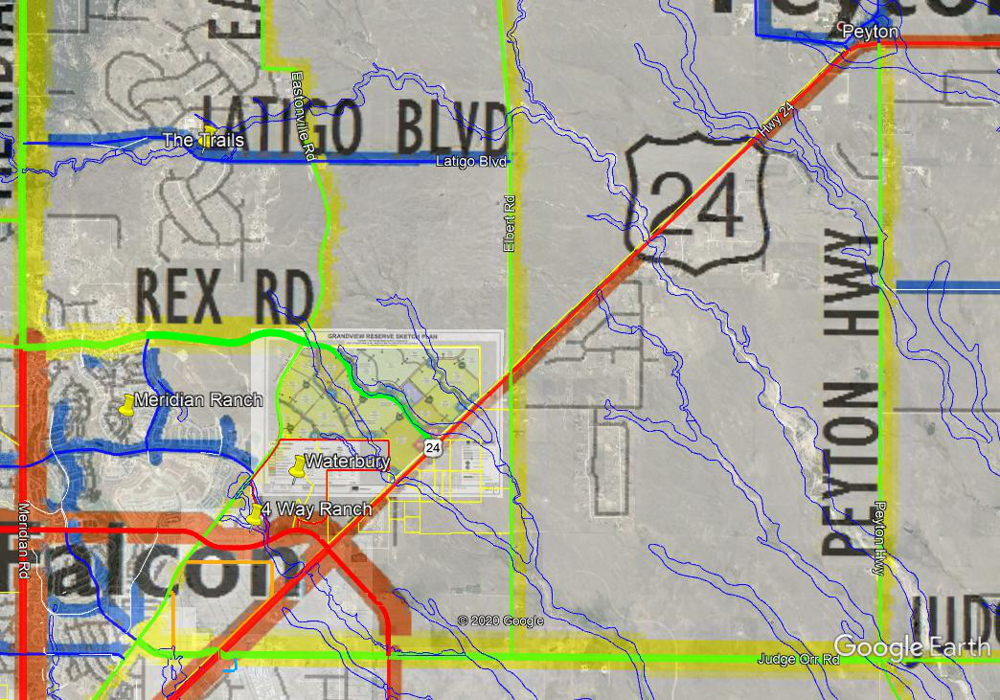 Peyton
Peyton
Eastonville Rd
Hwy 24
LATIGO BLVD
The Trails
Latigo Blvd
24
Elbert Rd
PEYTON HWY
REX RD
GRANDVIEW RESERVE SKETCH PLAN
Meridian Ranch
24
Waterbury
4 Way Ranch
Meridian Rd
Peyton Hwy
Falcon
© 2020 Google
JUD
Google Earth
Judge Orr Rd